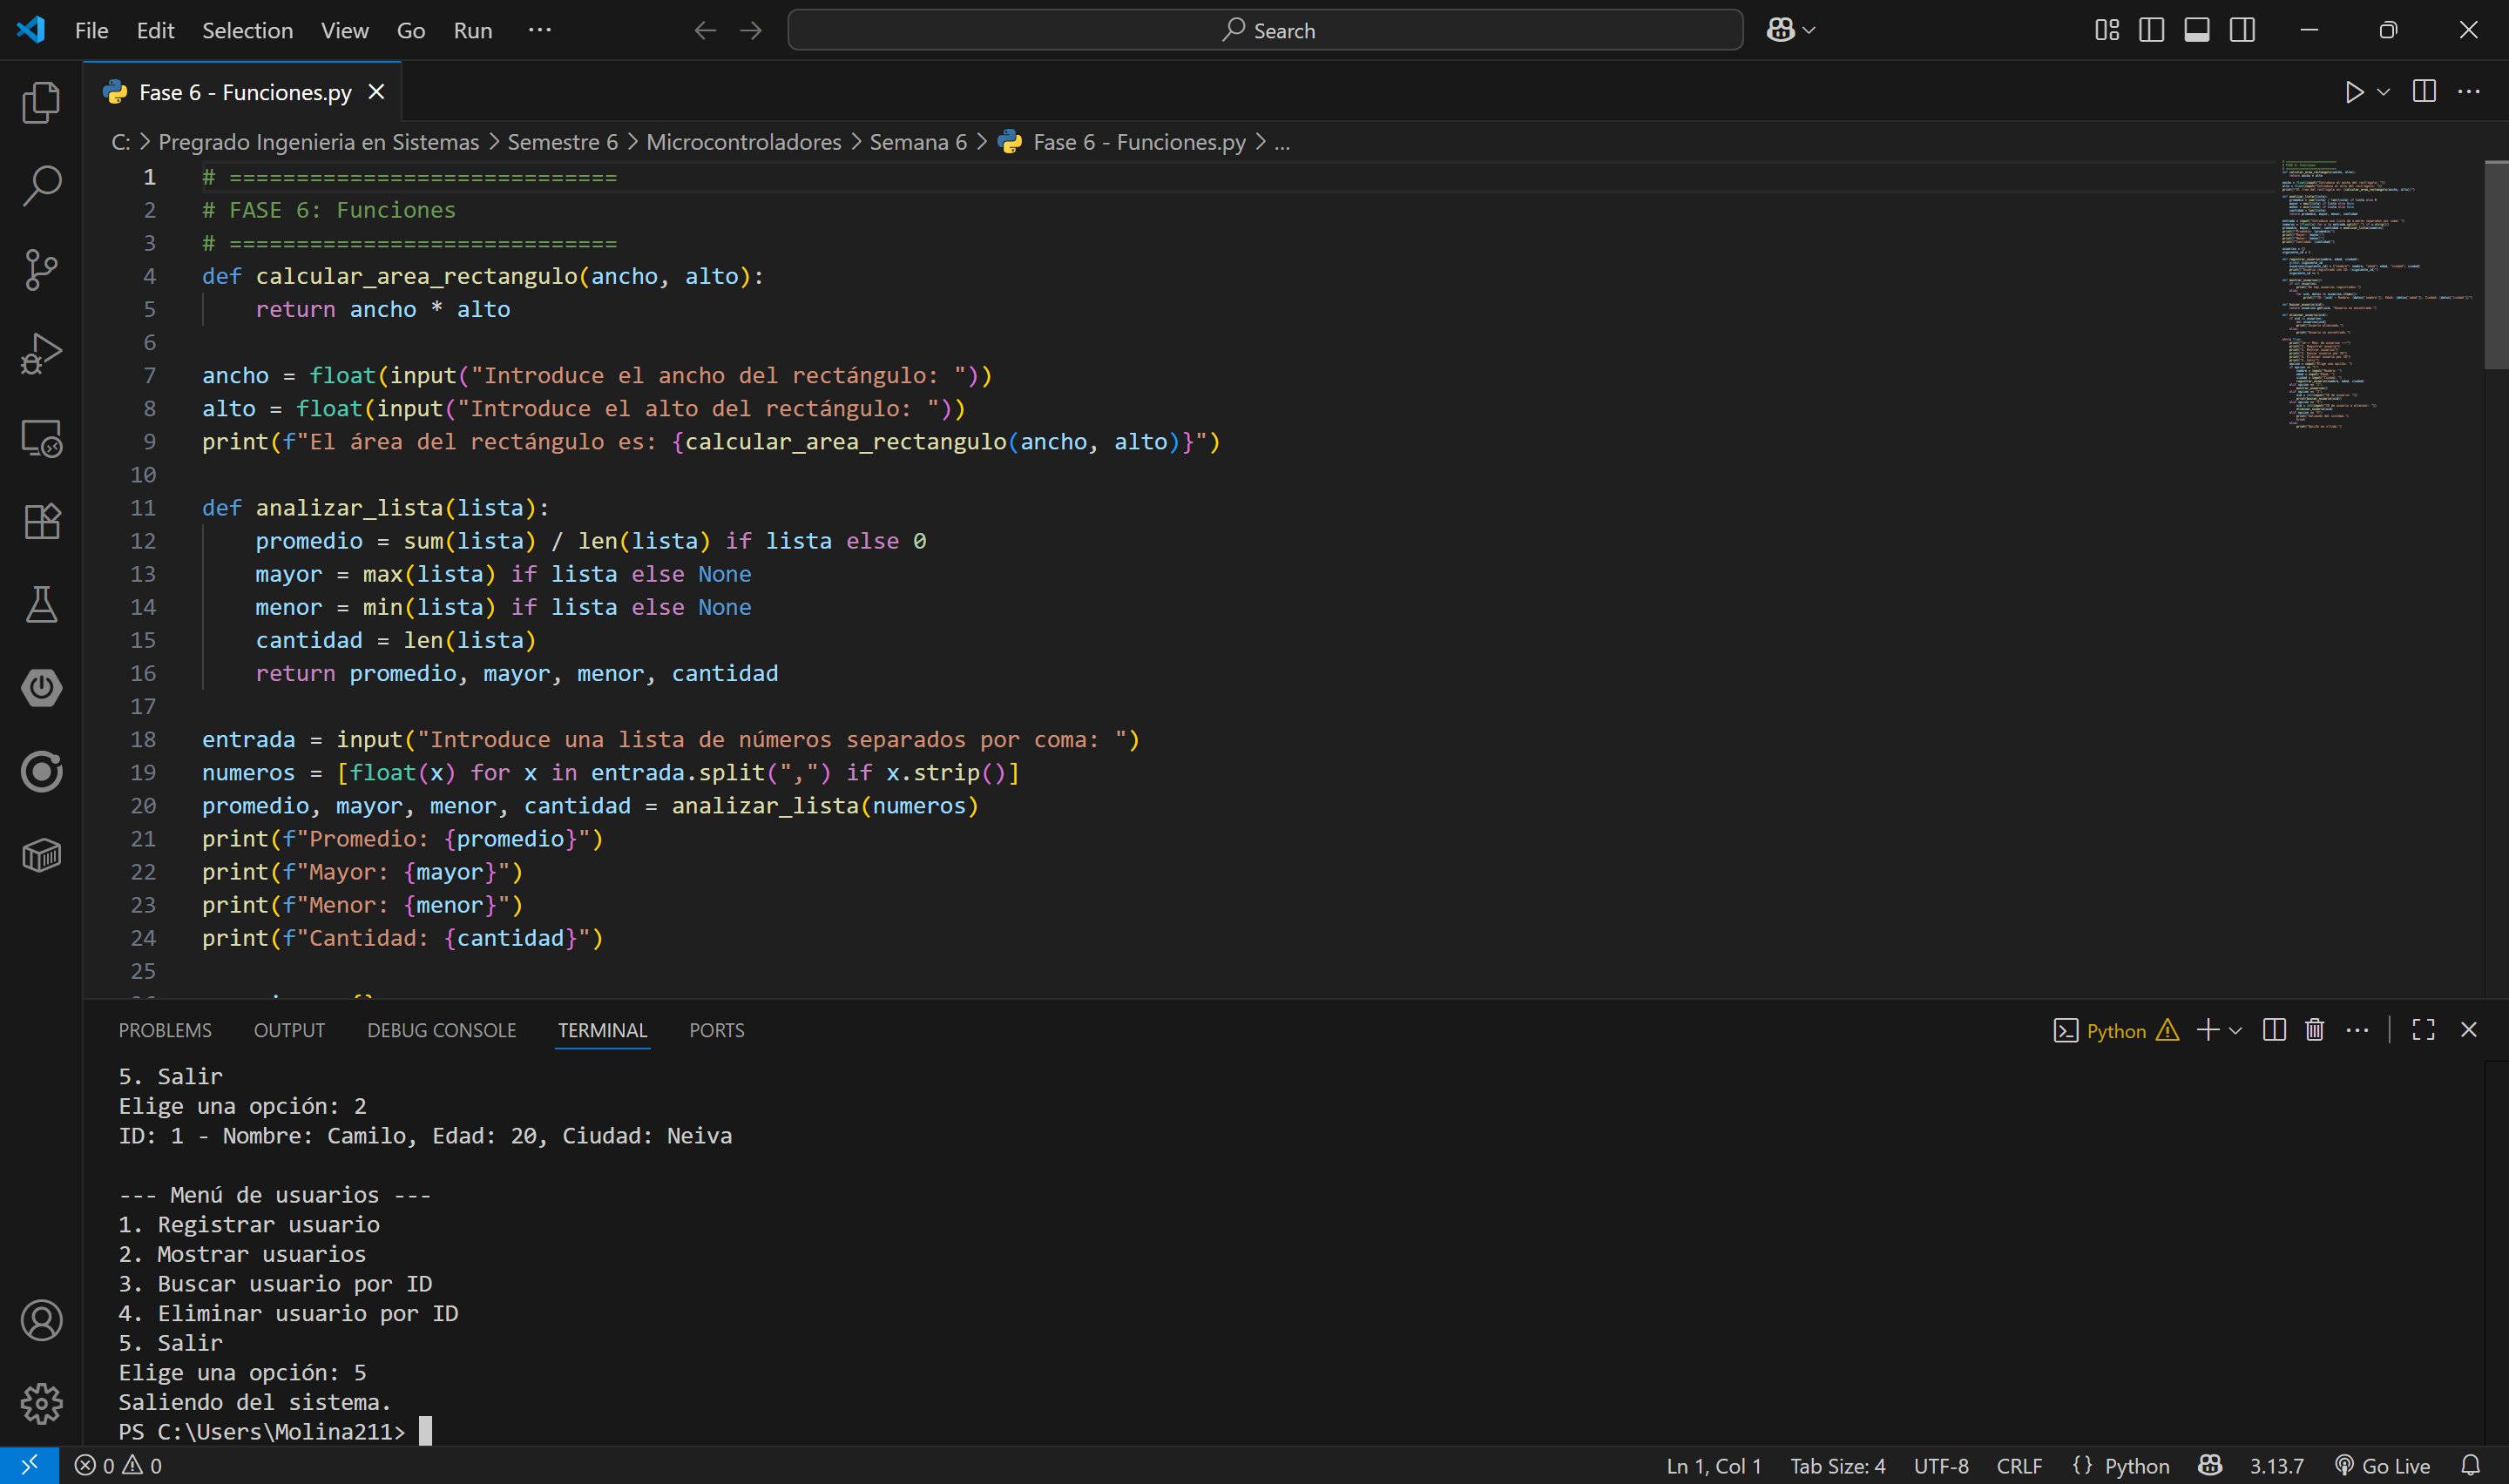 File Edit Selection View Go Run ··· Search
Fase 6 - Funciones.py
C: > Pregrado Ingenieria en Sistemas > Semestre 6 > Microcontroladores > Semana 6 > Fase 6 - Funciones.py > ...
1 # =============================
2 # FASE 6: Funciones
3 # =============================
4 def calcular_area_rectangulo(ancho, alto):
5     return ancho * alto
6
7 ancho = float(input("Introduce el ancho del rectángulo: "))
8 alto = float(input("Introduce el alto del rectángulo: "))
9 print(f"El área del rectángulo es: {calcular_area_rectangulo(ancho, alto)}")
10
11 def analizar_lista(lista):
12     promedio = sum(lista) / len(lista) if lista else 0
13     mayor = max(lista) if lista else None
14     menor = min(lista) if lista else None
15     cantidad = len(lista)
16     return promedio, mayor, menor, cantidad
17
18 entrada = input("Introduce una lista de números separados por coma: ")
19 numeros = [float(x) for x in entrada.split(",") if x.strip()]
20 promedio, mayor, menor, cantidad = analizar_lista(numeros)
21 print(f"Promedio: {promedio}")
22 print(f"Mayor: {mayor}")
23 print(f"Menor: {menor}")
24 print(f"Cantidad: {cantidad}")
25
PROBLEMS OUTPUT DEBUG CONSOLE TERMINAL PORTS Python
5. Salir
Elige una opción: 2
ID: 1 - Nombre: Camilo, Edad: 20, Ciudad: Neiva
--- Menú de usuarios ---
1. Registrar usuario
2. Mostrar usuarios
3. Buscar usuario por ID
4. Eliminar usuario por ID
5. Salir
Elige una opción: 5
Saliendo del sistema.
PS C:\Users\Molina211>
0 0 Ln 1, Col 1 Tab Size: 4 UTF-8 CRLF {} Python 3.13.7 Go Live